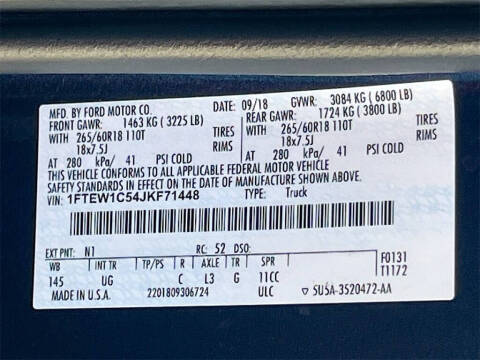 MFD. BY FORD MOTOR CO. DATE: 09/18 GVWR: 3084 KG ( 6800 LB)
FRONT GAWR: 1463 KG ( 3225 LB) REAR GAWR: 1724 KG ( 3800 LB)
WITH 265/60R18 110T TIRES WITH 265/60R18 110T TIRES
18x7.5J RIMS 18x7.5J RIMS
AT 280 kPa/ 41 PSI COLD AT 280 kPa/ 41 PSI COLD
THIS VEHICLE CONFORMS TO ALL APPLICABLE FEDERAL MOTOR VEHICLE
SAFETY STANDARDS IN EFFECT ON THE DATE OF MANUFACTURE SHOWN ABOVE.
VIN: 1FTEW1C54JKF71448 TYPE: Truck
EXT PNT: N1 RC: 52 DSO: F0131
WB INT TR TP/PS R AXLE TR SPR T1172
145 UG C L3 G 11CC
MADE IN U.S.A. 2201809306724 ULC ▽ 5U5A-3520472-AA